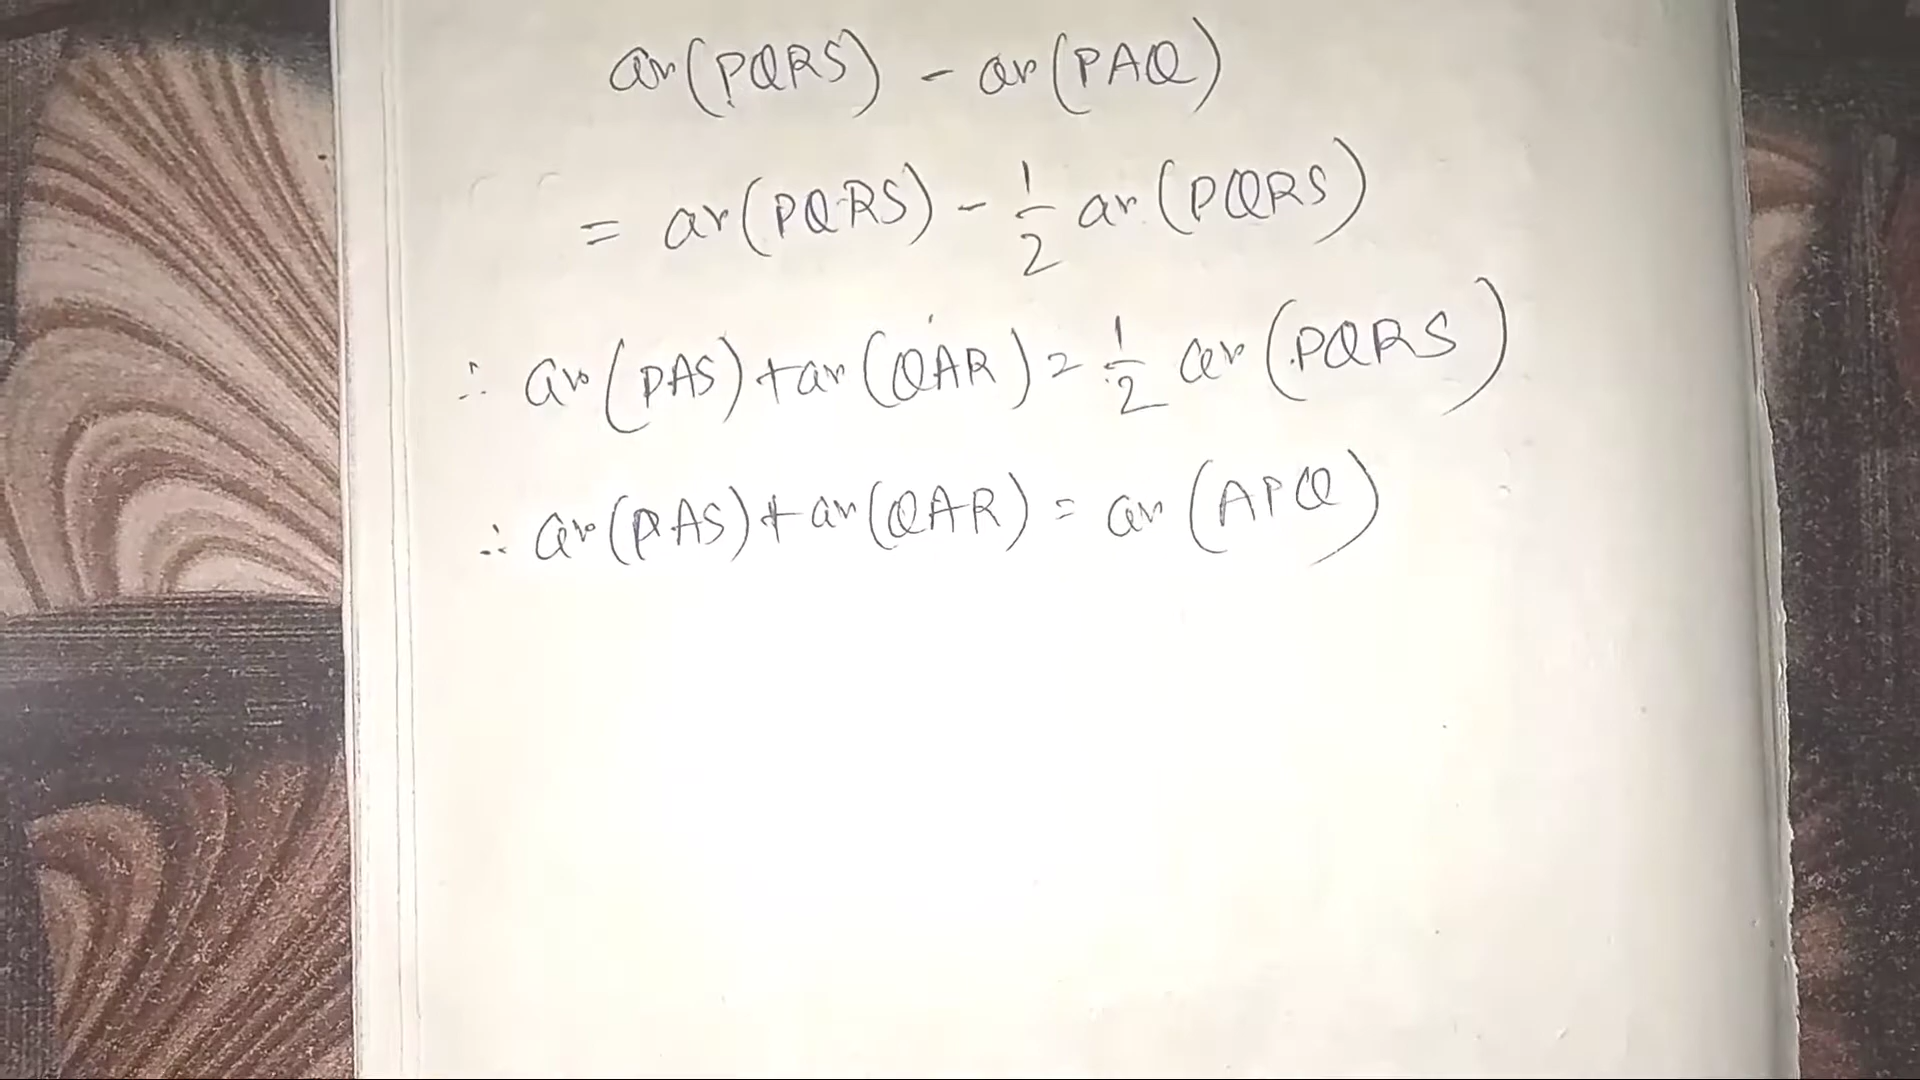 ar(PQRS) - ar(PAQ)
= ar(PQRS) - 1/2 ar(PQRS)
∴ ar(PAS) + ar(QAR) = 1/2 ar(PQRS)
∴ ar(PAS) + ar(QAR) = ar(APQ)